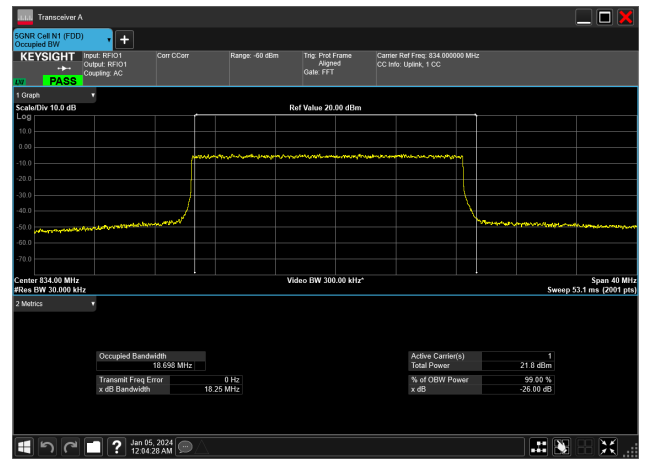 Transceiver A
5GNR Cell N1 (FDD)
Occupied BW
KEYSIGHT
LW
PASS
Input: RFIO1
Output: RFIO1
Coupling: AC
Corr CCorr
Range: -60 dBm
Trig: Prot Frame
Aligned
Gate: FFT
Carrier Ref Freq: 834.000000 MHz
CC Info: Uplink, 1 CC
1 Graph
Scale/Div 10.0 dB
Ref Value 20.00 dBm
Log
10.0
0.00
-10.0
-20.0
-30.0
-40.0
-50.0
-60.0
-70.0
Center 834.00 MHz
Video BW 300.00 kHz*
Span 40 MHz
#Res BW 30.000 kHz
Sweep 53.1 ms (2001 pts)
2 Metrics
Occupied Bandwidth
18.698 MHz
Transmit Freq Error 0 Hz
x dB Bandwidth 18.25 MHz
Active Carrier(s) 1
Total Power 21.8 dBm
% of OBW Power 99.00 %
x dB -26.00 dB
Jan 05, 2024
12:04:28 AM